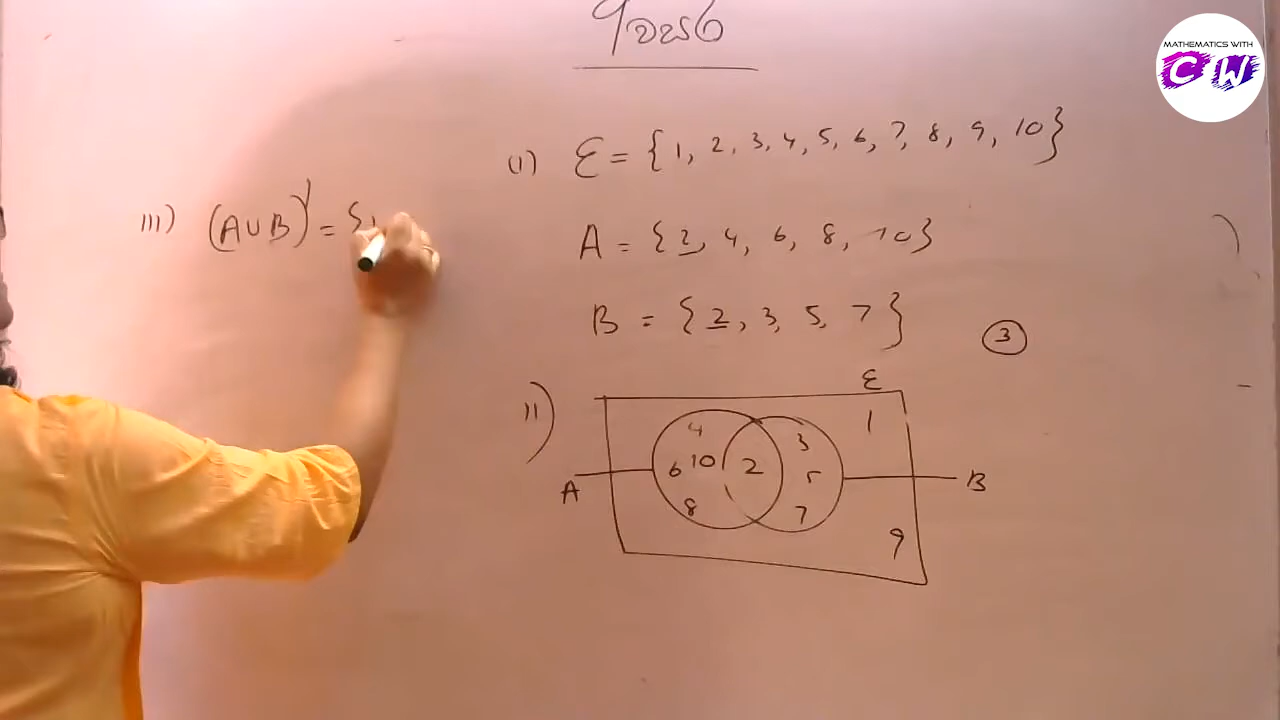 MATHEMATICS WITH
CW
(I) Ɛ = {1, 2, 3, 4, 5, 6, 7, 8, 9, 10}
A = {2, 4, 6, 8, 10}
B = {2, 3, 5, 7}
3
II)
Ɛ
4 3 1
6 10 2 5
8 7
A B
9
III) (A∪B)' = {1